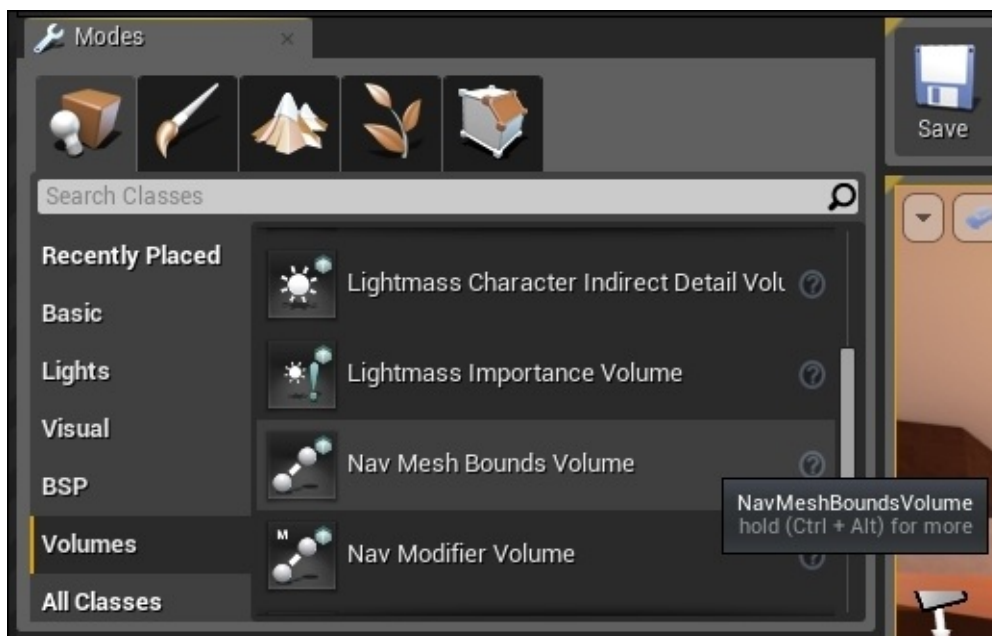 Modes
Save
Search Classes
Recently Placed
Basic
Lights
Visual
BSP
Volumes
All Classes
Lightmass Character Indirect Detail Volu
Lightmass Importance Volume
Nav Mesh Bounds Volume
M
Nav Modifier Volume
NavMeshBoundsVolume
hold (Ctrl + Alt) for more